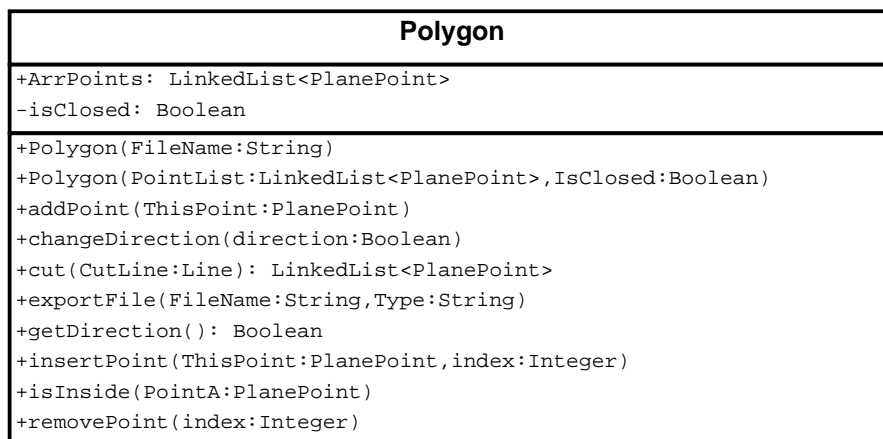 Polygon
+ArrPoints: LinkedList<PlanePoint>
-isClosed: Boolean
+Polygon(FileName:String)
+Polygon(PointList:LinkedList<PlanePoint>,IsClosed:Boolean)
+addPoint(ThisPoint:PlanePoint)
+changeDirection(direction:Boolean)
+cut(CutLine:Line): LinkedList<PlanePoint>
+exportFile(FileName:String,Type:String)
+getDirection(): Boolean
+insertPoint(ThisPoint:PlanePoint,index:Integer)
+isInside(PointA:PlanePoint)
+removePoint(index:Integer)